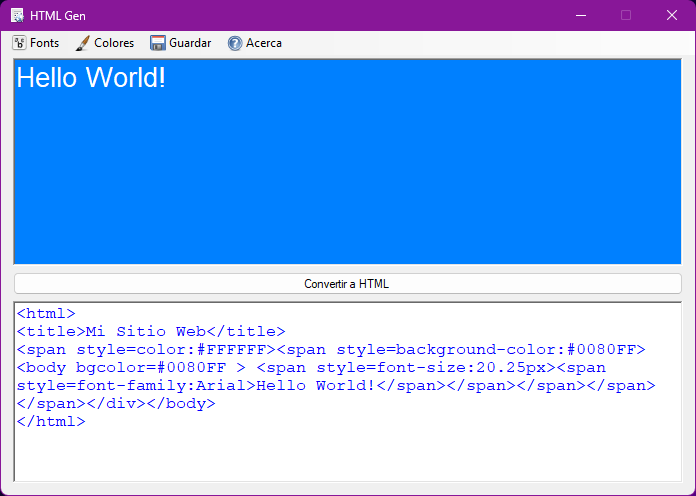 HTML Gen
Fonts Colores Guardar Acerca
Hello World!
Convertir a HTML
<html>
<title>Mi Sitio Web</title>
<span style=color:#FFFFFF><span style=background-color:#0080FF>
<body bgcolor=#0080FF > <span style=font-size:20.25px><span
style=font-family:Arial>Hello World!</span></span></span></span>
</span></div></body>
</html>